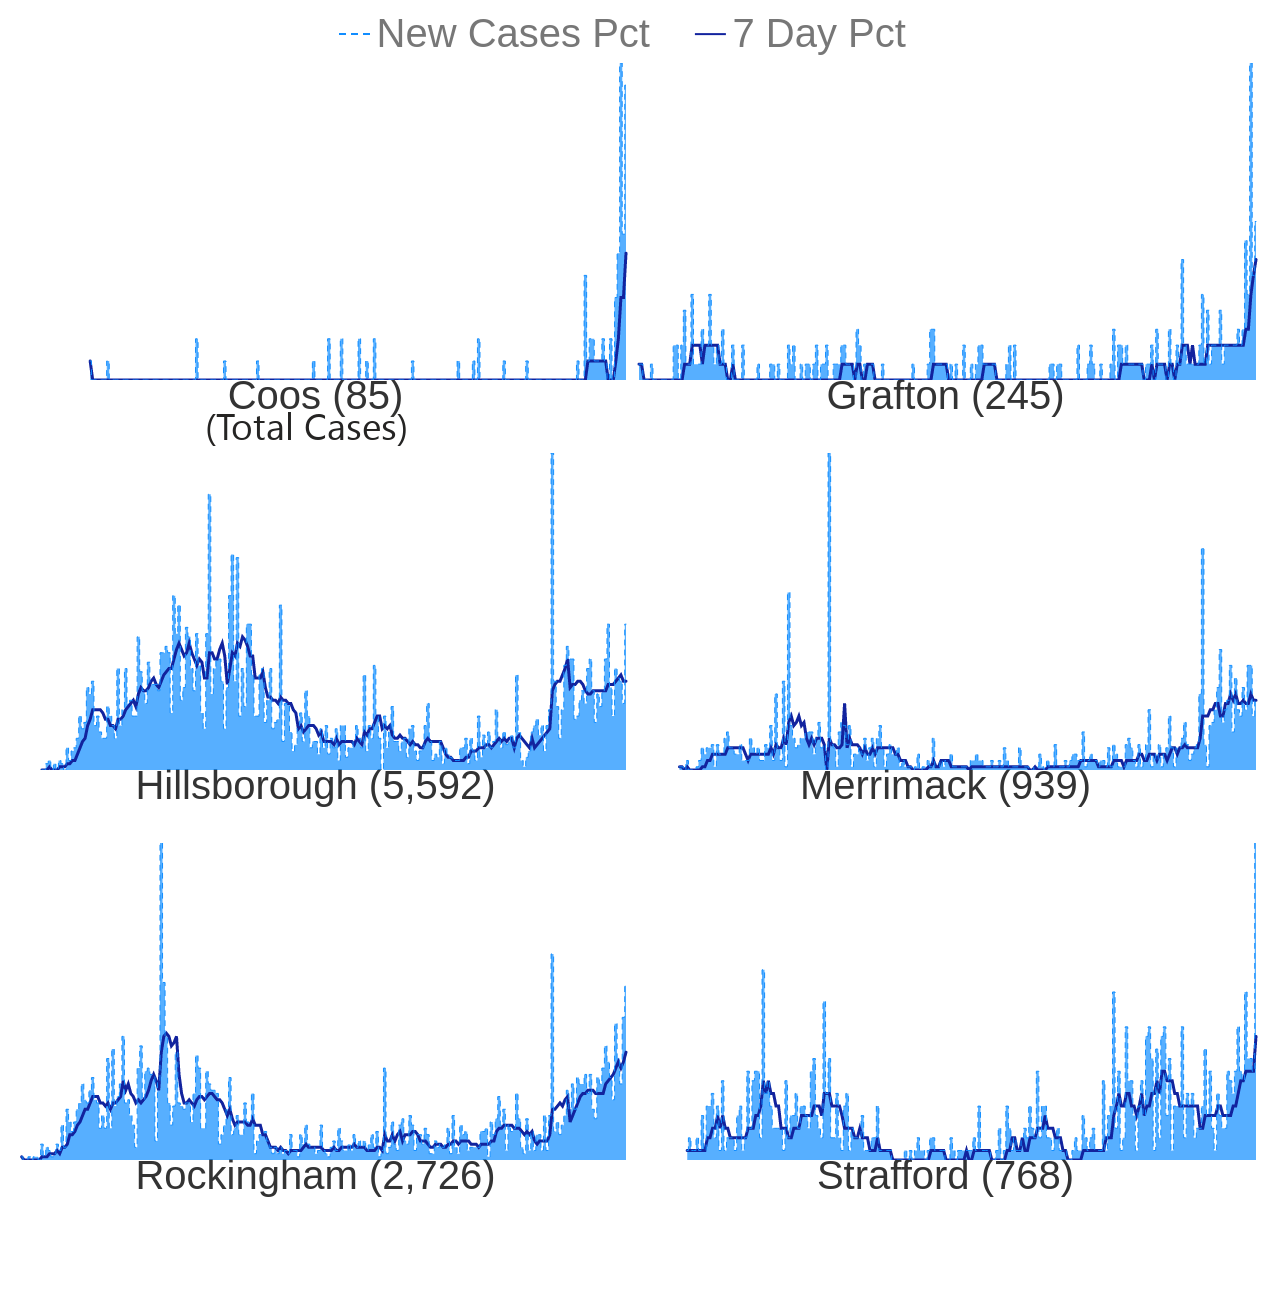 New Cases Pct 7 Day Pct
Coos (85) Grafton (245)
(Total Cases)
Hillsborough (5,592) Merrimack (939)
Rockingham (2,726) Strafford (768)